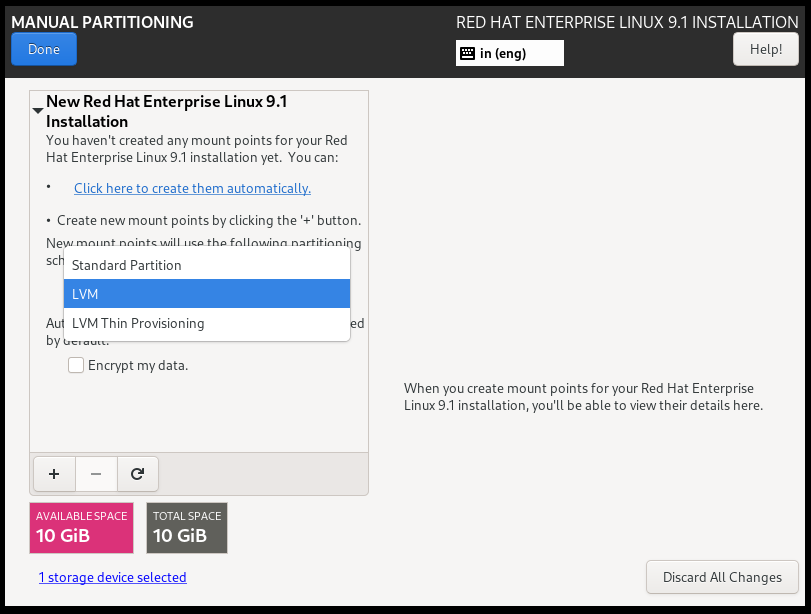 MANUAL PARTITIONING
RED HAT ENTERPRISE LINUX 9.1 INSTALLATION
Done
in (eng)
Help!
New Red Hat Enterprise Linux 9.1
Installation
You haven't created any mount points for your Red
Hat Enterprise Linux 9.1 installation yet.  You can:
• Click here to create them automatically.
• Create new mount points by clicking the '+' button.
New mount points will use the following partitioning
Standard Partition
LVM
LVM Thin Provisioning
by default.
Encrypt my data.
When you create mount points for your Red Hat Enterprise
Linux 9.1 installation, you'll be able to view their details here.
+ −
AVAILABLE SPACE
10 GiB
TOTAL SPACE
10 GiB
1 storage device selected
Discard All Changes